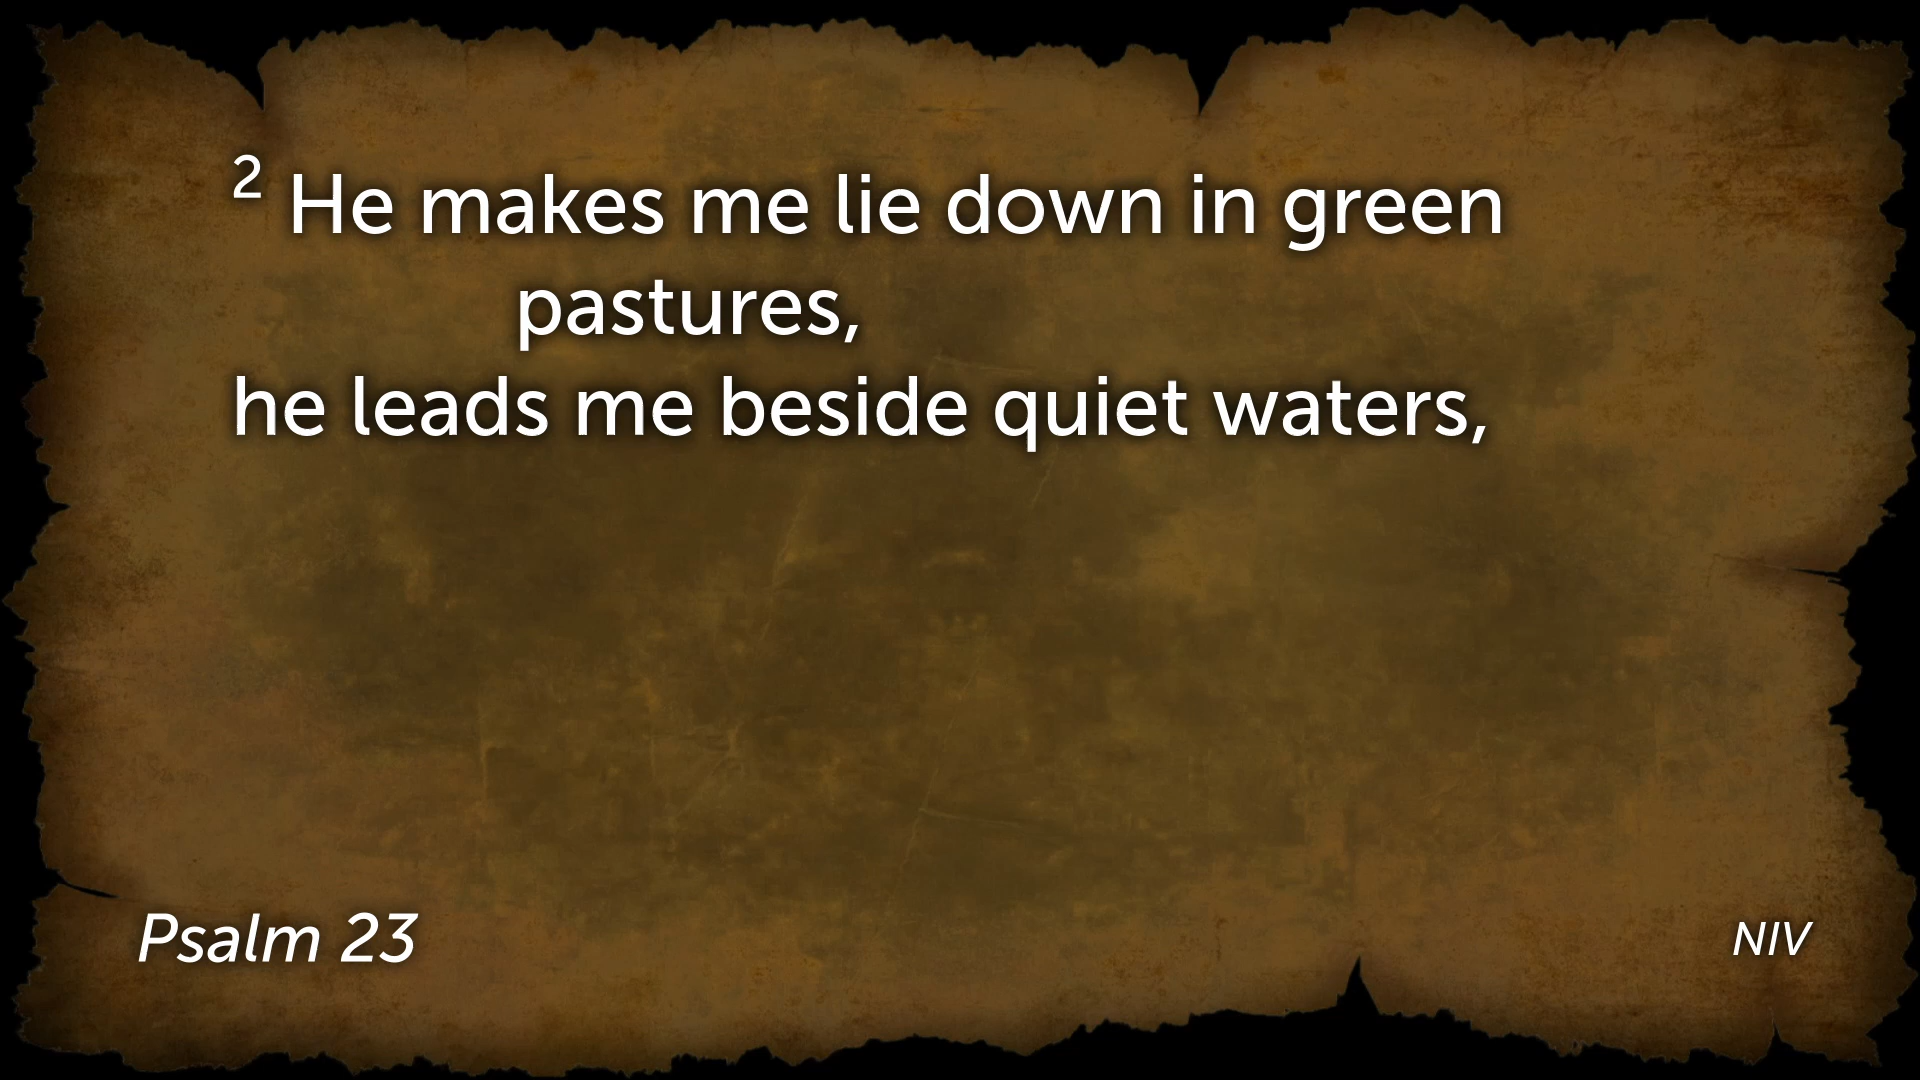 2 He makes me lie down in green
pastures,
he leads me beside quiet waters,
Psalm 23
NIV